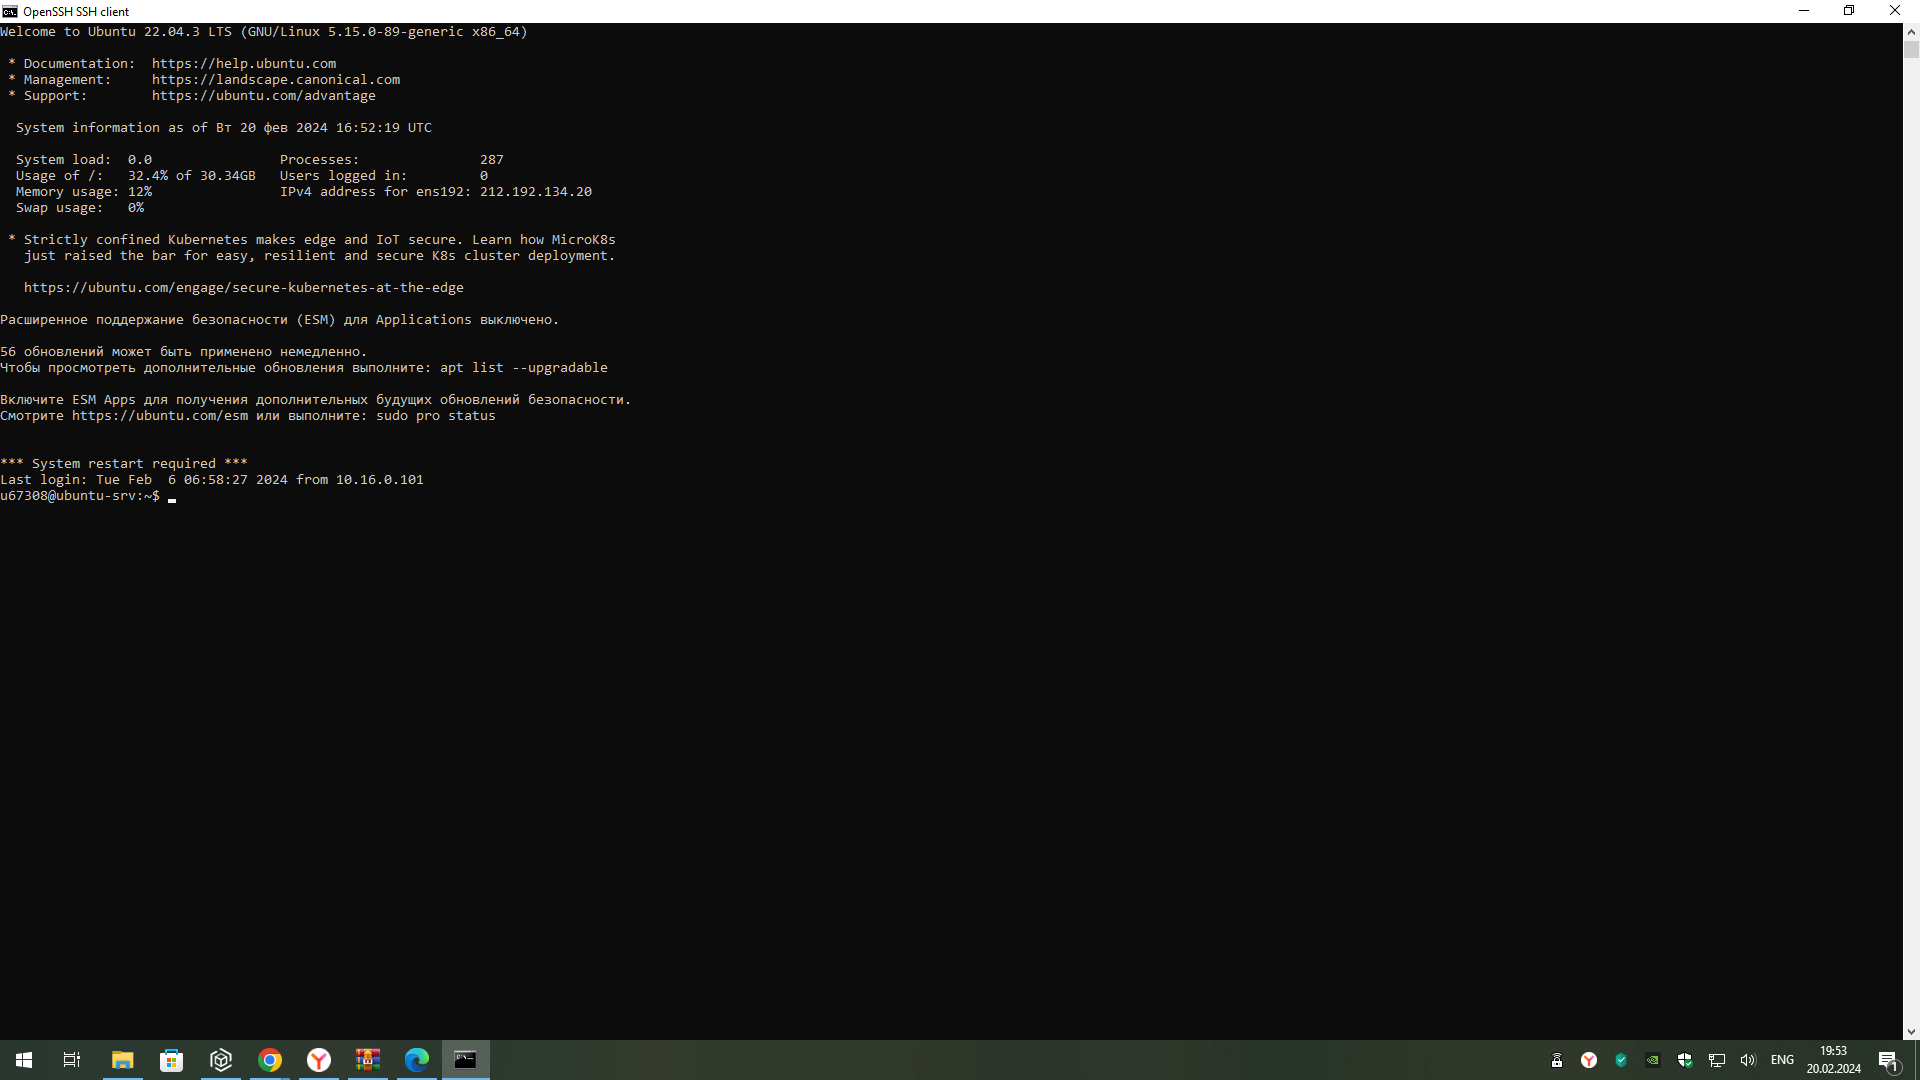 OpenSSH SSH client
Welcome to Ubuntu 22.04.3 LTS (GNU/Linux 5.15.0-89-generic x86_64)
* Documentation: https://help.ubuntu.com
* Management: https://landscape.canonical.com
* Support: https://ubuntu.com/advantage
System information as of Вт 20 фев 2024 16:52:19 UTC
System load: 0.0 Processes: 287
Usage of /: 32.4% of 30.34GB Users logged in: 0
Memory usage: 12% IPv4 address for ens192: 212.192.134.20
Swap usage: 0%
* Strictly confined Kubernetes makes edge and IoT secure. Learn how MicroK8s
just raised the bar for easy, resilient and secure K8s cluster deployment.
https://ubuntu.com/engage/secure-kubernetes-at-the-edge
Расширенное поддержание безопасности (ESM) для Applications выключено.
56 обновлений может быть применено немедленно.
Чтобы просмотреть дополнительные обновления выполните: apt list --upgradable
Включите ESM Apps для получения дополнительных будущих обновлений безопасности.
Смотрите https://ubuntu.com/esm или выполните: sudo pro status
*** System restart required ***
Last login: Tue Feb  6 06:58:27 2024 from 10.16.0.101
u67308@ubuntu-srv:~$
ENG
19:53
20.02.2024
1